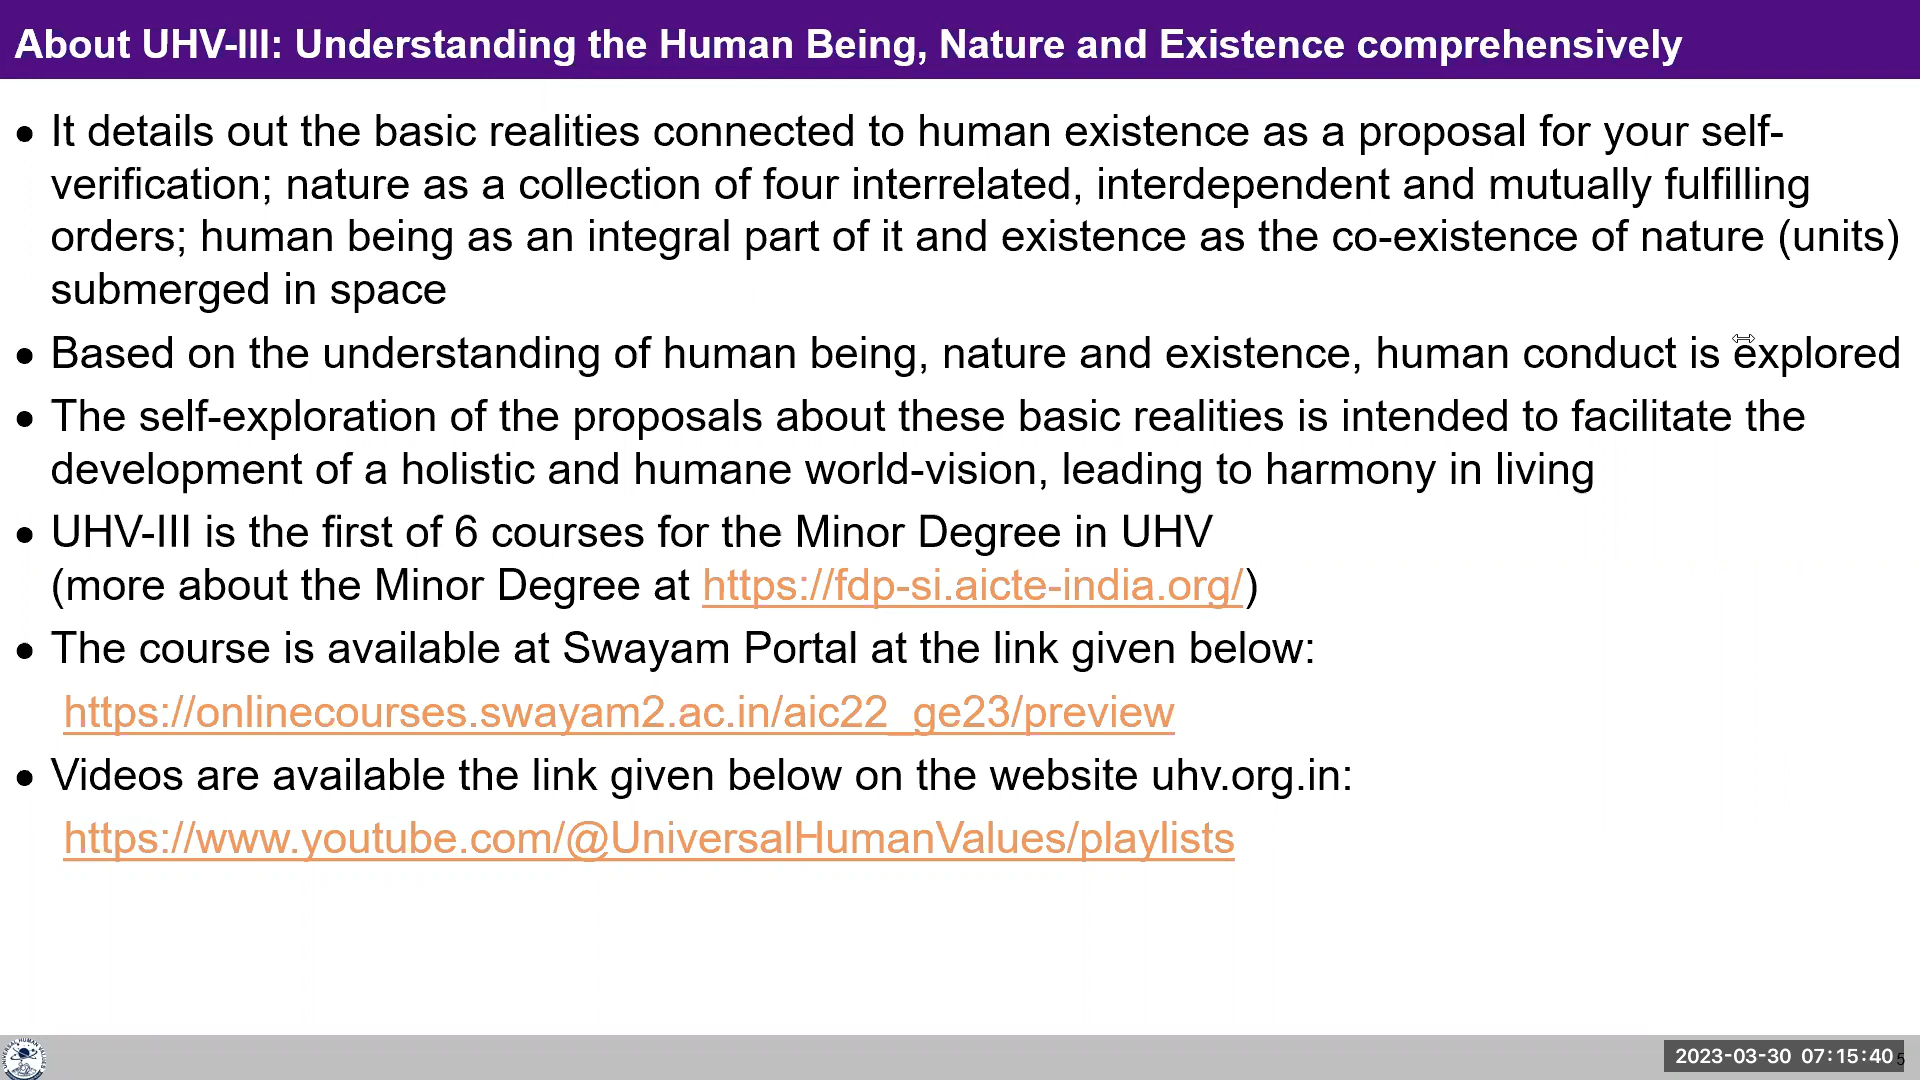 About UHV-III: Understanding the Human Being, Nature and Existence comprehensively
• It details out the basic realities connected to human existence as a proposal for your self-
verification; nature as a collection of four interrelated, interdependent and mutually fulfilling
orders; human being as an integral part of it and existence as the co-existence of nature (units)
submerged in space
• Based on the understanding of human being, nature and existence, human conduct is explored
• The self-exploration of the proposals about these basic realities is intended to facilitate the
development of a holistic and humane world-vision, leading to harmony in living
• UHV-III is the first of 6 courses for the Minor Degree in UHV
(more about the Minor Degree at https://fdp-si.aicte-india.org/)
• The course is available at Swayam Portal at the link given below:
https://onlinecourses.swayam2.ac.in/aic22_ge23/preview
• Videos are available the link given below on the website uhv.org.in:
https://www.youtube.com/@UniversalHumanValues/playlists
UNIVERSAL HUMAN VALUES
2023-03-30 07:15:40
5